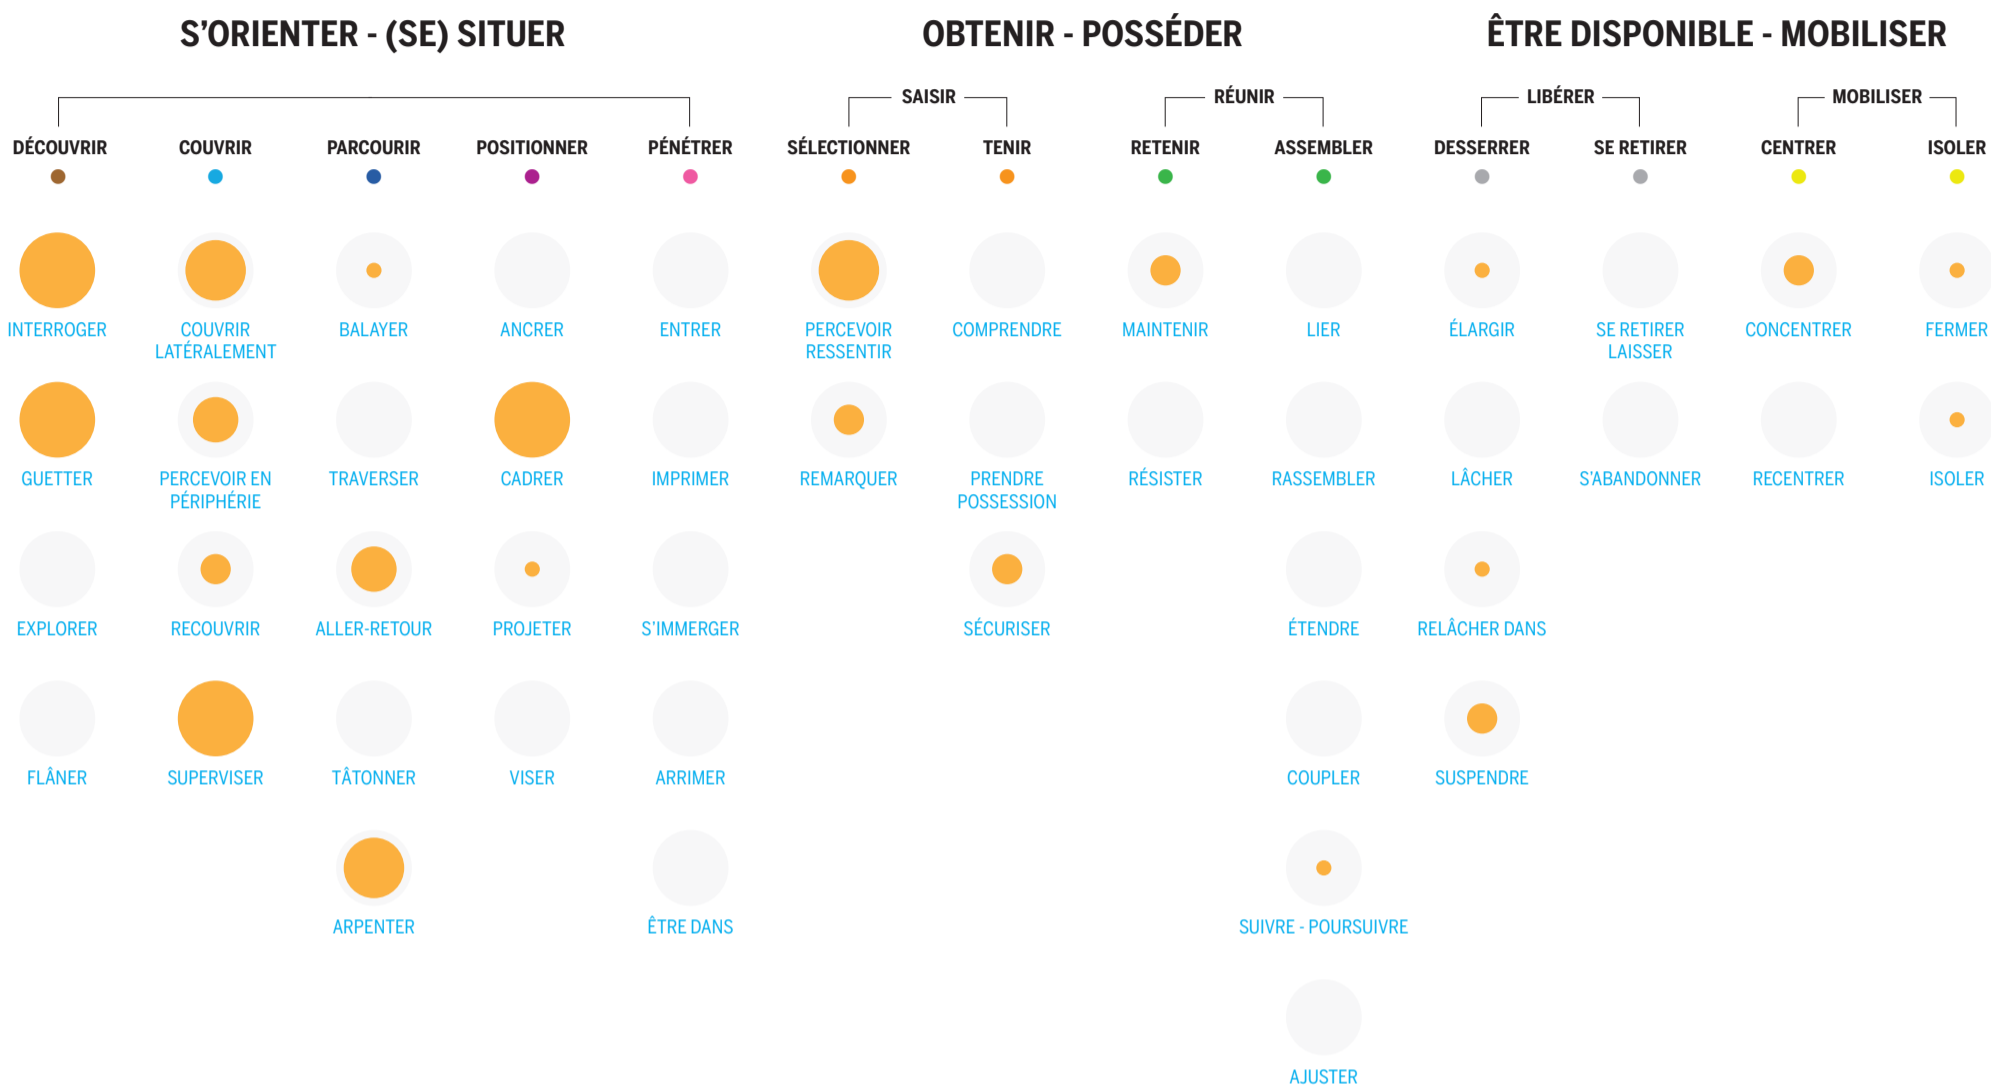 S’ORIENTER - (SE) SITUER
OBTENIR - POSSÉDER
ÊTRE DISPONIBLE - MOBILISER
SAISIR
RÉUNIR
LIBÉRER
MOBILISER
DÉCOUVRIR
COUVRIR
PARCOURIR
POSITIONNER
PÉNÉTRER
SÉLECTIONNER
TENIR
RETENIR
ASSEMBLER
DESSERRER
SE RETIRER
CENTRER
ISOLER
INTERROGER
COUVRIR
LATÉRALEMENT
BALAYER
ANCRER
ENTRER
PERCEVOIR
RESSENTIR
COMPRENDRE
MAINTENIR
LIER
ÉLARGIR
SE RETIRER
LAISSER
CONCENTRER
FERMER
GUETTER
PERCEVOIR EN
PÉRIPHÉRIE
TRAVERSER
CADRER
IMPRIMER
REMARQUER
PRENDRE
POSSESSION
RÉSISTER
RASSEMBLER
LÂCHER
S’ABANDONNER
RECENTRER
ISOLER
EXPLORER
RECOUVRIR
ALLER-RETOUR
PROJETER
S’IMMERGER
SÉCURISER
ÉTENDRE
RELÂCHER DANS
FLÂNER
SUPERVISER
TÂTONNER
VISER
ARRIMER
COUPLER
SUSPENDRE
ARPENTER
ÊTRE DANS
SUIVRE - POURSUIVRE
AJUSTER